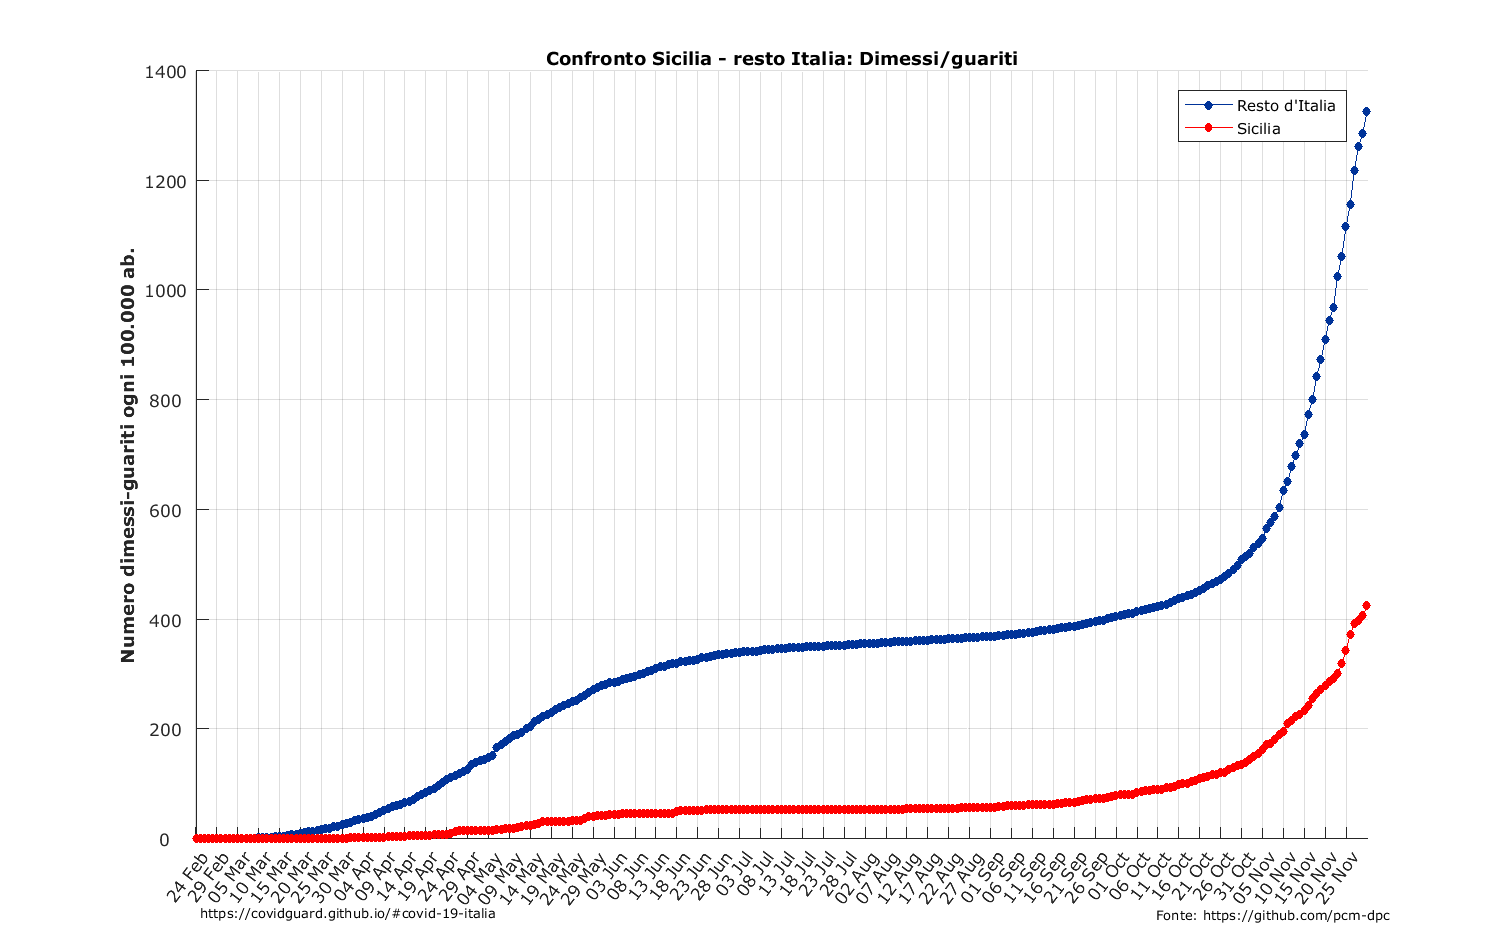 Confronto Sicilia - resto Italia: Dimessi/guariti
Resto d'Italia
Sicilia
Numero dimessi-guariti ogni 100.000 ab.
1400
1200
1000
800
600
400
200
0
24 Feb
29 Feb
05 Mar
10 Mar
15 Mar
20 Mar
25 Mar
30 Mar
04 Apr
09 Apr
14 Apr
19 Apr
24 Apr
29 Apr
04 May
09 May
14 May
19 May
24 May
29 May
03 Jun
08 Jun
13 Jun
18 Jun
23 Jun
28 Jun
03 Jul
08 Jul
13 Jul
18 Jul
23 Jul
28 Jul
02 Aug
07 Aug
12 Aug
17 Aug
22 Aug
27 Aug
01 Sep
06 Sep
11 Sep
16 Sep
21 Sep
26 Sep
01 Oct
06 Oct
11 Oct
16 Oct
21 Oct
26 Oct
31 Oct
05 Nov
10 Nov
15 Nov
20 Nov
25 Nov
https://covidguard.github.io/#covid-19-italia
Fonte: https://github.com/pcm-dpc